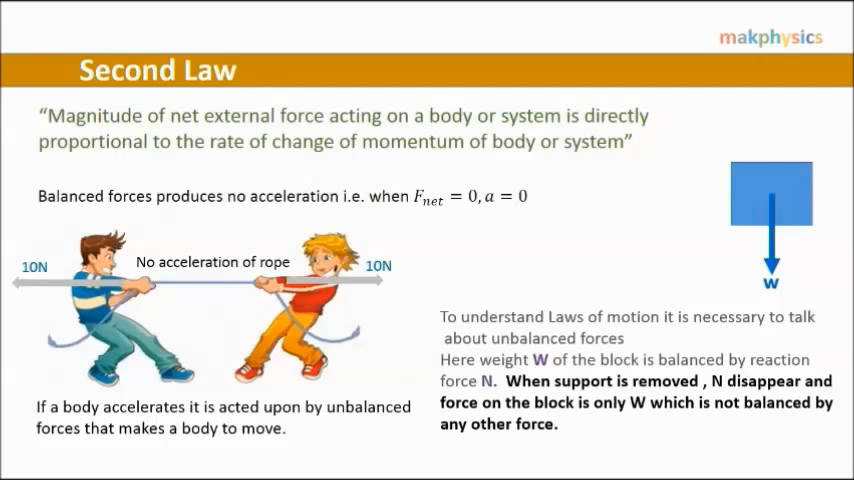 makphysics
Second Law
“Magnitude of net external force acting on a body or system is directly
proportional to the rate of change of momentum of body or system”
Balanced forces produces no acceleration i.e. when F_net = 0, a = 0
No acceleration of rope
10N
10N
W
To understand Laws of motion it is necessary to talk
about unbalanced forces
Here weight W of the block is balanced by reaction
force N. When support is removed , N disappear and
force on the block is only W which is not balanced by
any other force.
If a body accelerates it is acted upon by unbalanced
forces that makes a body to move.